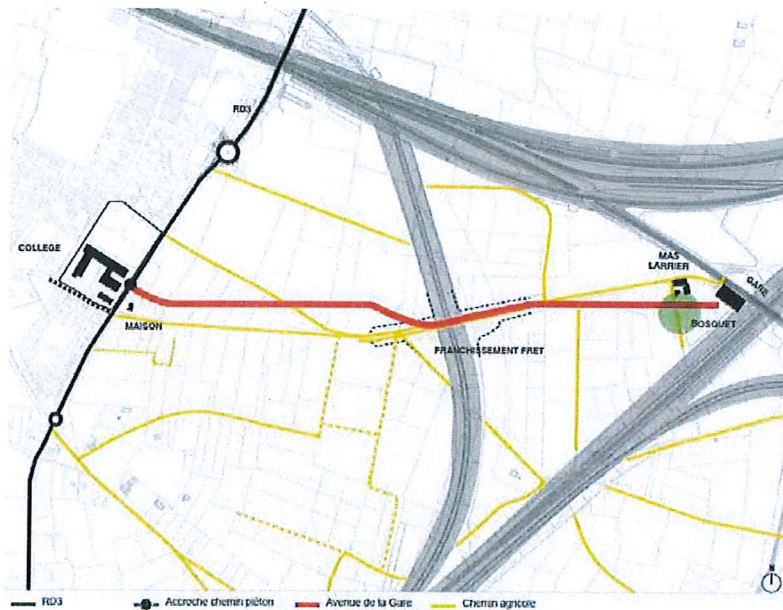 RD3
COLLEGE
MAS
LARRIER
GARE
MAISON
BOSQUET
FRANCHISSEMENT FRET
N
RD3
Accroche chemin piéton
Avenue de la Gare
Chemin agricole